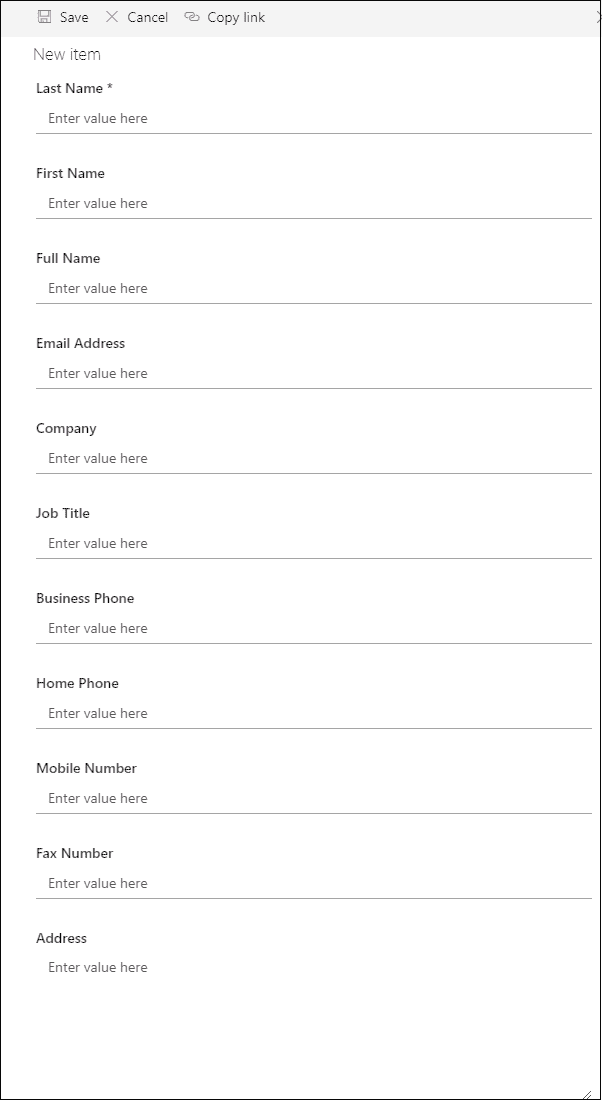 Save Cancel Copy link
New item
Last Name *
Enter value here
First Name
Enter value here
Full Name
Enter value here
Email Address
Enter value here
Company
Enter value here
Job Title
Enter value here
Business Phone
Enter value here
Home Phone
Enter value here
Mobile Number
Enter value here
Fax Number
Enter value here
Address
Enter value here